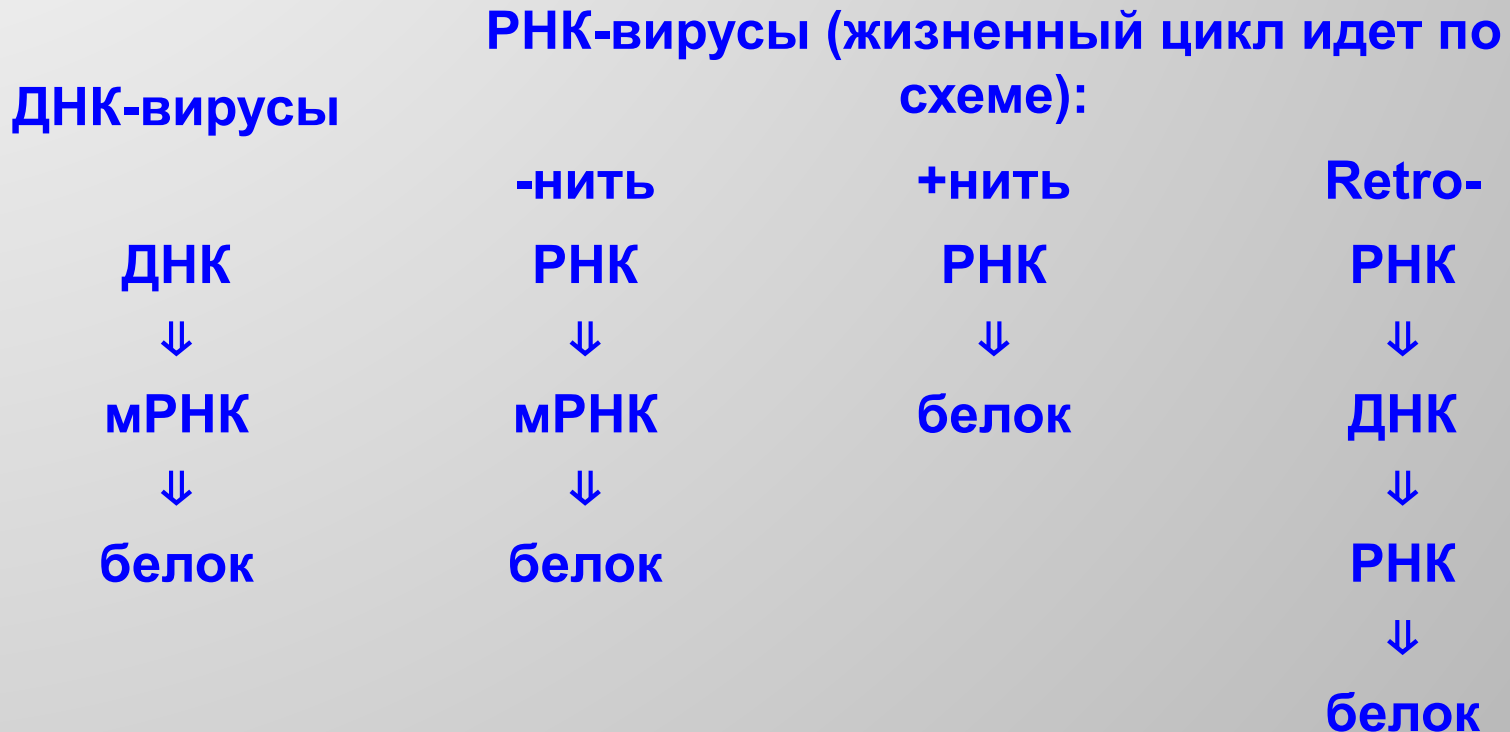 РНК-вирусы (жизненный цикл идет по
схеме):
ДНК-вирусы
-нить +нить Retro-
ДНК РНК РНК РНК
⇓ ⇓ ⇓ ⇓
мРНК мРНК белок ДНК
⇓ ⇓ ⇓
белок белок РНК
⇓
белок